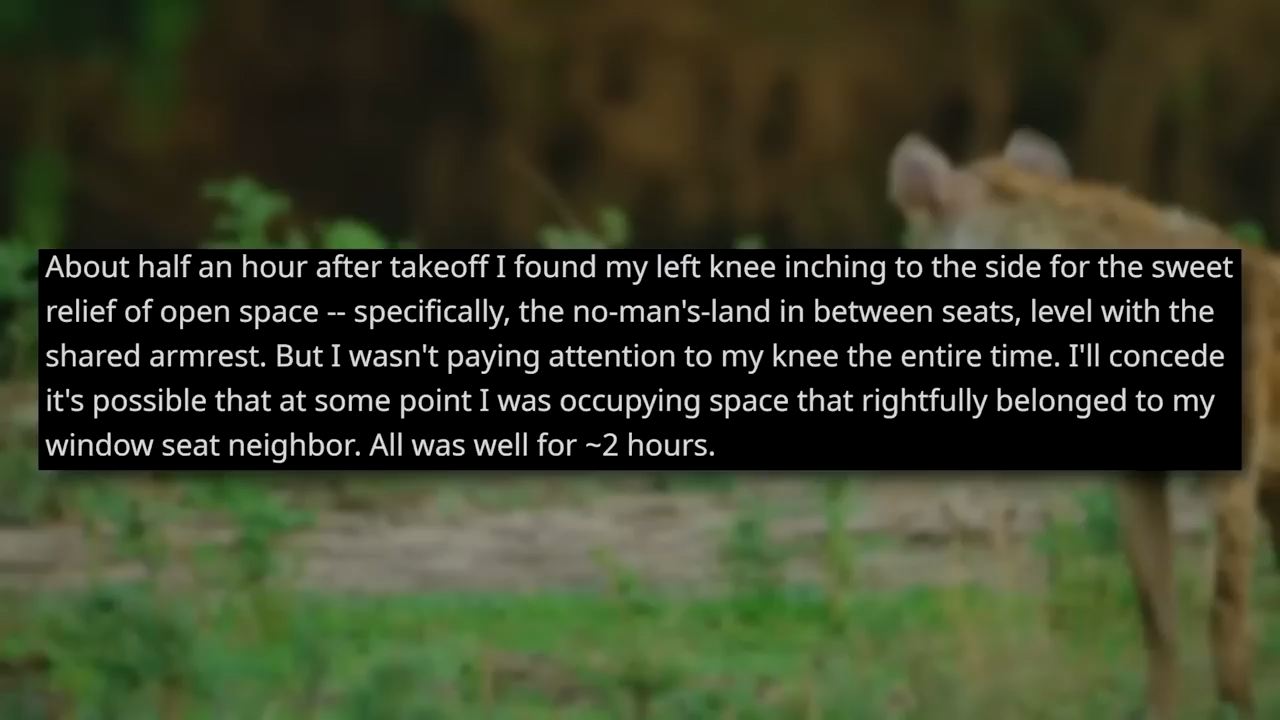 About half an hour after takeoff I found my left knee inching to the side for the sweet
relief of open space -- specifically, the no-man's-land in between seats, level with the
shared armrest. But I wasn't paying attention to my knee the entire time. I'll concede
it's possible that at some point I was occupying space that rightfully belonged to my
window seat neighbor. All was well for ~2 hours.